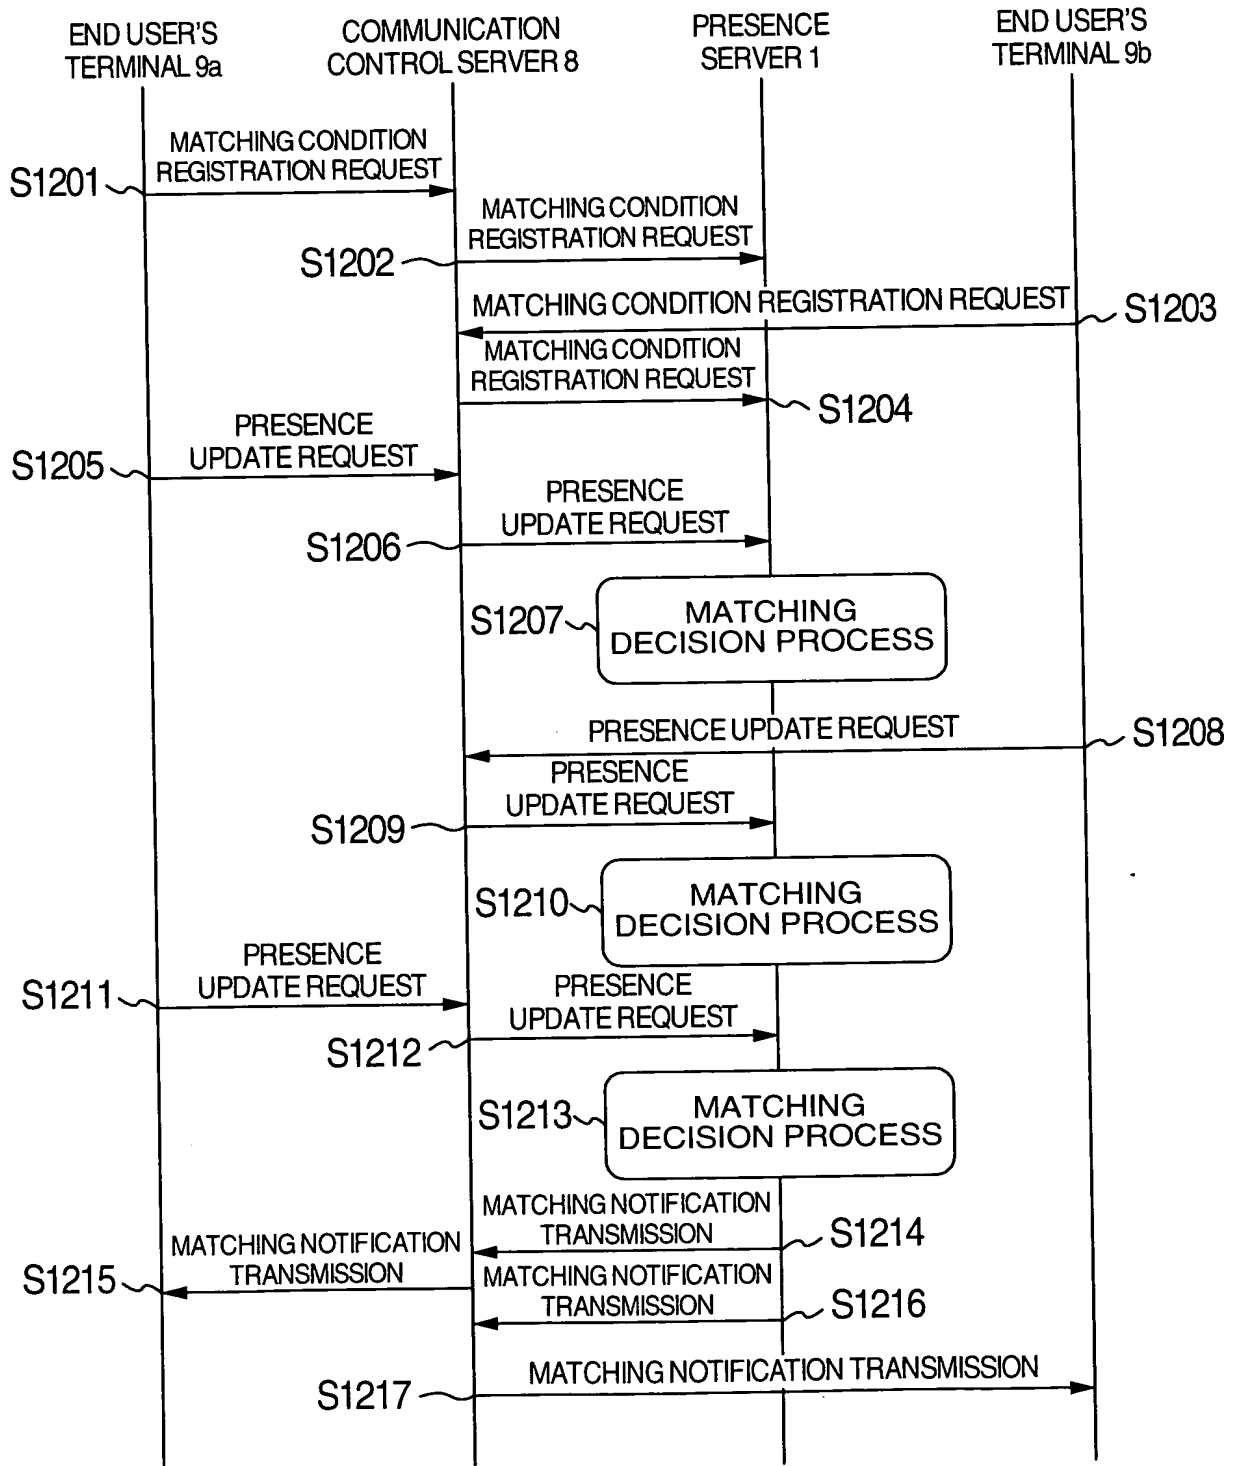 END USER'S
TERMINAL 9a
COMMUNICATION
CONTROL SERVER 8
PRESENCE
SERVER 1
END USER'S
TERMINAL 9b
MATCHING CONDITION
REGISTRATION REQUEST
S1201
MATCHING CONDITION
REGISTRATION REQUEST
S1202
MATCHING CONDITION REGISTRATION REQUEST
S1203
MATCHING CONDITION
REGISTRATION REQUEST
S1204
PRESENCE
UPDATE REQUEST
S1205
PRESENCE
UPDATE REQUEST
S1206
S1207
MATCHING
DECISION PROCESS
PRESENCE UPDATE REQUEST
S1208
PRESENCE
UPDATE REQUEST
S1209
S1210
MATCHING
DECISION PROCESS
PRESENCE
UPDATE REQUEST
S1211
PRESENCE
UPDATE REQUEST
S1212
S1213
MATCHING
DECISION PROCESS
MATCHING NOTIFICATION
TRANSMISSION
S1214
MATCHING NOTIFICATION
TRANSMISSION
S1215
MATCHING NOTIFICATION
TRANSMISSION
S1216
MATCHING NOTIFICATION TRANSMISSION
S1217